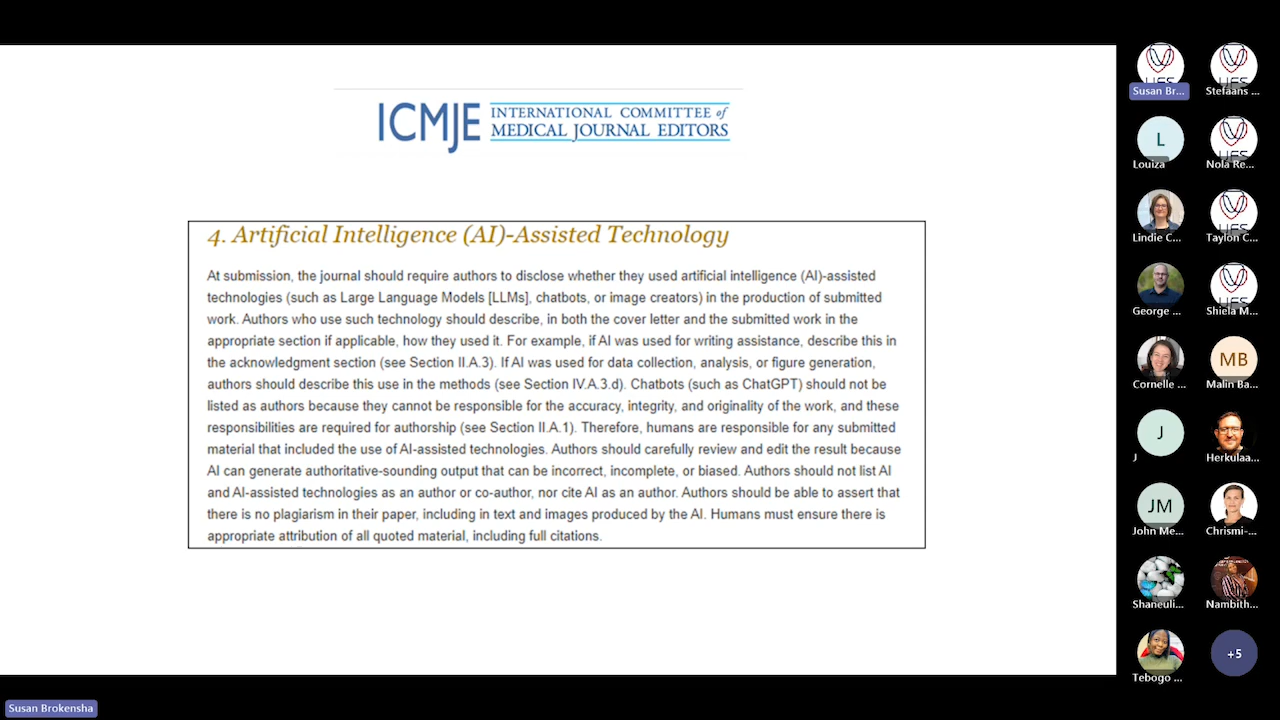 ICMJE
INTERNATIONAL COMMITTEE of
MEDICAL JOURNAL EDITORS
4. Artificial Intelligence (AI)-Assisted Technology
At submission, the journal should require authors to disclose whether they used artificial intelligence (AI)-assisted
technologies (such as Large Language Models [LLMs], chatbots, or image creators) in the production of submitted
work. Authors who use such technology should describe, in both the cover letter and the submitted work in the
appropriate section if applicable, how they used it. For example, if AI was used for writing assistance, describe this in
the acknowledgment section (see Section II.A.3). If AI was used for data collection, analysis, or figure generation,
authors should describe this use in the methods (see Section IV.A.3.d). Chatbots (such as ChatGPT) should not be
listed as authors because they cannot be responsible for the accuracy, integrity, and originality of the work, and these
responsibilities are required for authorship (see Section II.A.1). Therefore, humans are responsible for any submitted
material that included the use of AI-assisted technologies. Authors should carefully review and edit the result because
AI can generate authoritative-sounding output that can be incorrect, incomplete, or biased. Authors should not list AI
and AI-assisted technologies as an author or co-author, nor cite AI as an author. Authors should be able to assert that
there is no plagiarism in their paper, including in text and images produced by the AI. Humans must ensure there is
appropriate attribution of all quoted material, including full citations.
Susan Br...
Stefaans ...
L
Louiza
Nola Re...
Lindie C...
Taylon C...
George ...
Shiela M...
Cornelle ...
MB
Malin Ba...
J
J
Herkulaa...
JM
John Me...
Chrismi-...
Shaneuli...
Nambith...
Tebogo ...
+5
Susan Brokensha